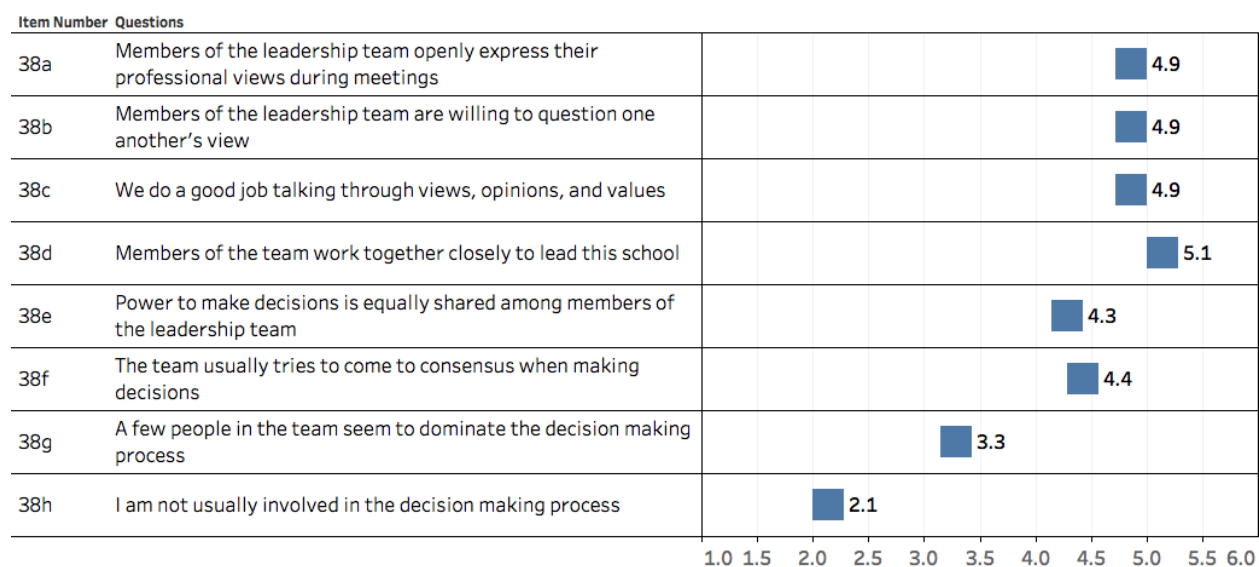 Item Number Questions
38a Members of the leadership team openly express their professional views during meetings 4.9
38b Members of the leadership team are willing to question one another’s view 4.9
38c We do a good job talking through views, opinions, and values 4.9
38d Members of the team work together closely to lead this school 5.1
38e Power to make decisions is equally shared among members of the leadership team 4.3
38f The team usually tries to come to consensus when making decisions 4.4
38g A few people in the team seem to dominate the decision making process 3.3
38h I am not usually involved in the decision making process 2.1
1.0 1.5 2.0 2.5 3.0 3.5 4.0 4.5 5.0 5.5 6.0